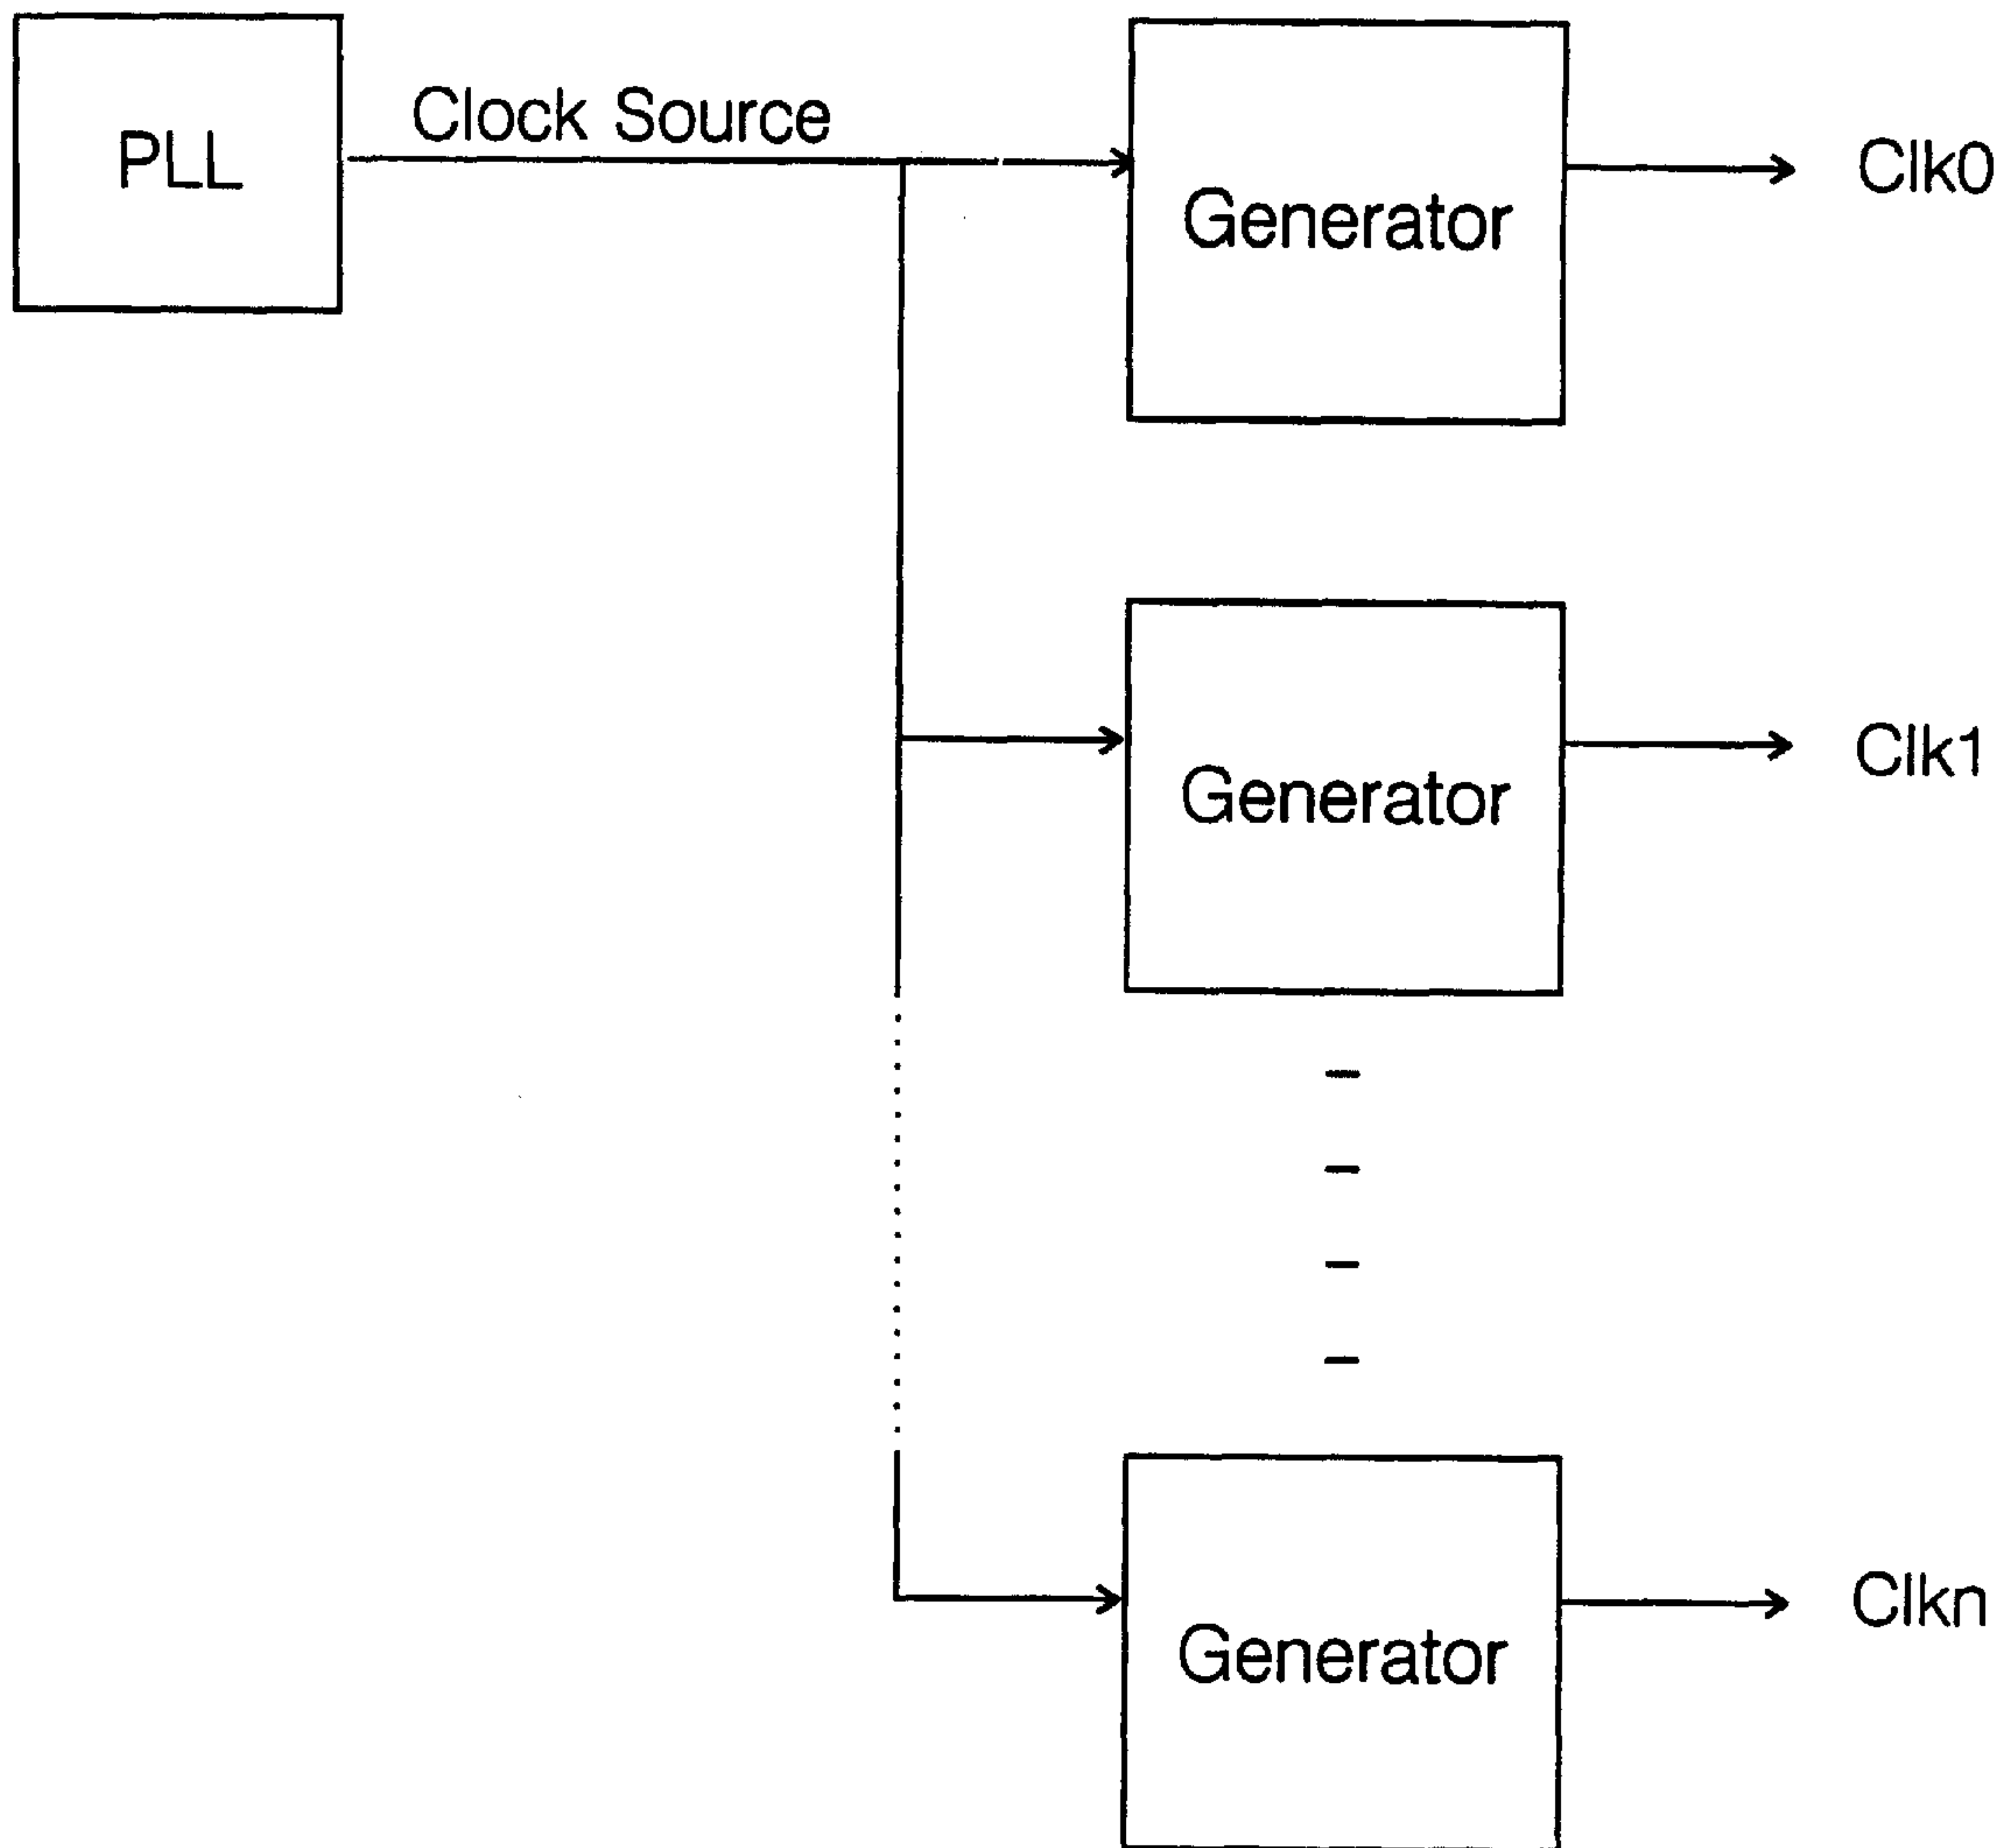 PLL
Clock Source
Generator
Clk0
Generator
Clk1
Generator
Clkn